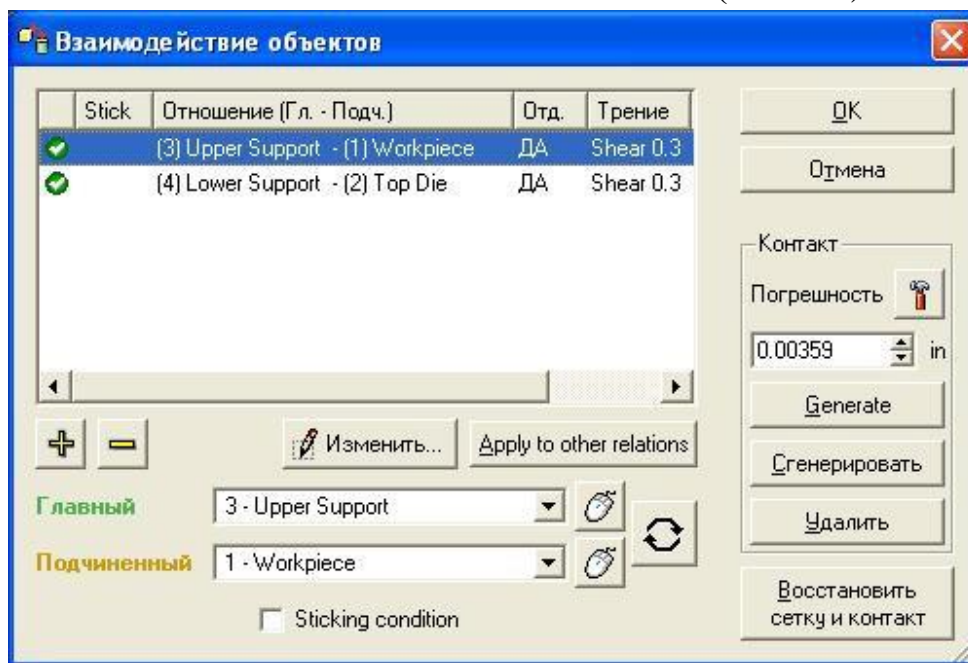 Взаимодействие объектов
Stick Отношение (Гл. - Подч.) Отд. Трение
(3) Upper Support - (1) Workpiece ДА Shear 0.3
(4) Lower Support - (2) Top Die ДА Shear 0.3
OK
Отмена
Контакт
Погрешность
0.00359 in
Generate
Сгенерировать
Удалить
Восстановить
сетку и контакт
Изменить... Apply to other relations
Главный 3 - Upper Support
Подчиненный 1 - Workpiece
Sticking condition